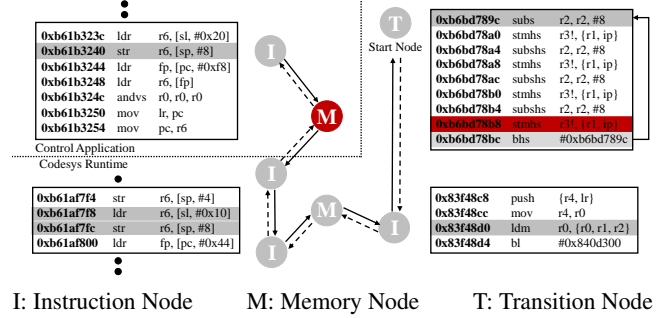 0xb61b323c ldr r6, [sl, #0x20]
0xb61b3240 str r6, [sp, #8]
0xb61b3244 ldr fp, [pc, #0xf8]
0xb61b3248 ldr r6, [fp]
0xb61b324c andvs r0, r0, r0
0xb61b3250 mov lr, pc
0xb61b3254 mov pc, r6
Control Application
Codesys Runtime
0xb61af7f4 str r6, [sp, #4]
0xb61af7f8 ldr r6, [sl, #0x10]
0xb61af7fc str r6, [sp, #8]
0xb61af800 ldr fp, [pc, #0x44]
I
M
I
I
M
I
T
Start Node
0xb6bd789c subs r2, r2, #8
0xb6bd78a0 stmhs r3!, {r1, ip}
0xb6bd78a4 subshs r2, r2, #8
0xb6bd78a8 stmhs r3!, {r1, ip}
0xb6bd78ac subshs r2, r2, #8
0xb6bd78b0 stmhs r3!, {r1, ip}
0xb6bd78b4 subshs r2, r2, #8
0xb6bd78b8 stmhs r3!, {r1, ip}
0xb6bd78bc bhs #0xb6bd789c
0x83f48c8 push {r4, lr}
0x83f48cc mov r4, r0
0x83f48d0 ldm r0, {r0, r1, r2}
0x83f48d4 bl #0x840d300
I: Instruction Node M: Memory Node T: Transition Node